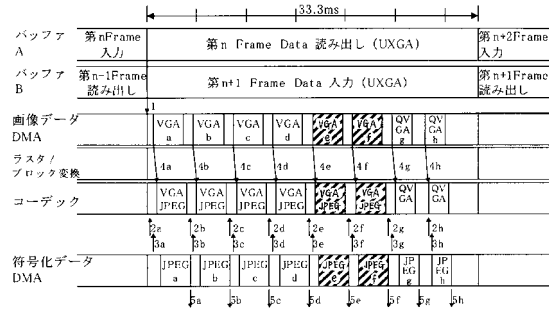 33.3ms
バッファ
A
第nFrame
入力
第n Frame Data 読み出し (UXGA)
第n+2Frame
入力
バッファ
B
第n-1Frame
読み出し
第n+1 Frame Data 入力 (UXGA)
第n+1Frame
読み出し
1
画像データ
DMA
VGA
a
VGA
b
VGA
c
VGA
d
VGA
e
VGA
f
QV
GA
g
QV
GA
h
ラスタ/
ブロック変換
4a
4b
4c
4d
4e
4f
4g
4h
コーデック
VGA
JPEG
VGA
JPEG
VGA
JPEG
VGA
JPEG
VGA
JPEG
VGA
JPEG
QV
GA
QV
GA
2a
2b
2c
2d
2e
2f
2g
2h
3a
3b
3c
3d
3e
3f
3g
3h
符号化データ
DMA
JPEG
a
JPEG
b
JPEG
c
JPEG
d
JPEG
e
JPEG
f
JP
EG
g
JP
EG
h
5a
5b
5c
5d
5e
5f
5g
5h